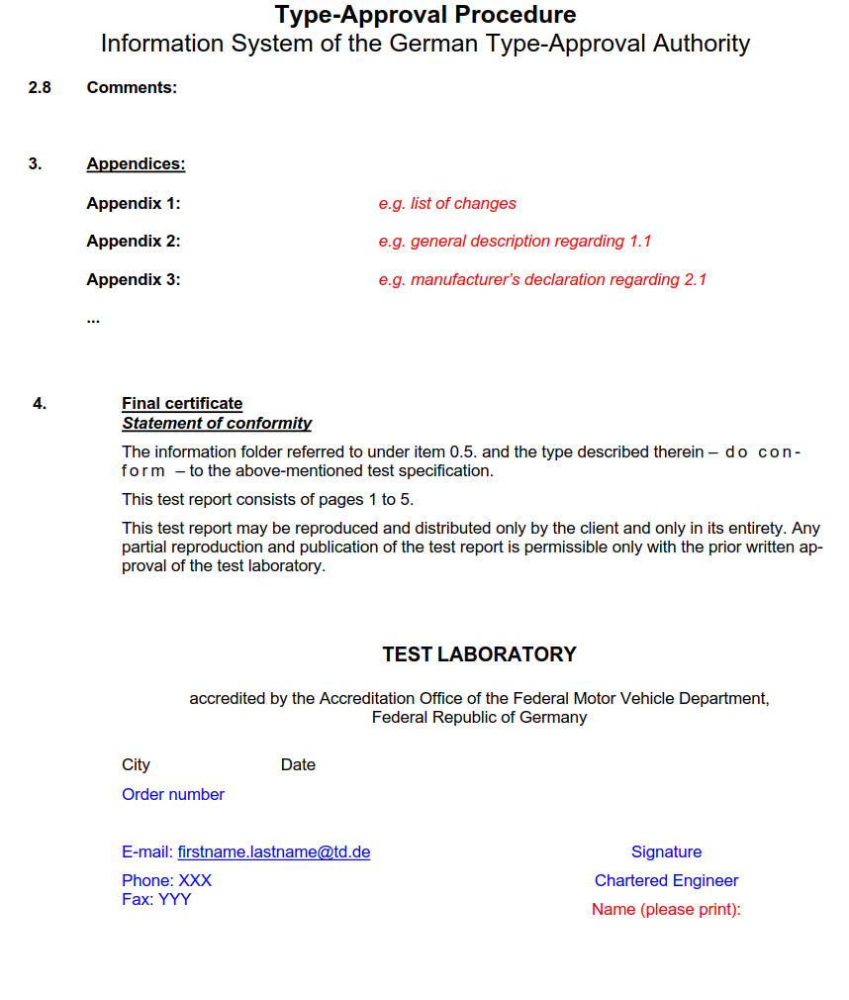 Type-Approval Procedure
Information System of the German Type-Approval Authority
2.8 Comments:
3. Appendices:
Appendix 1: e.g. list of changes
Appendix 2: e.g. general description regarding 1.1
Appendix 3: e.g. manufacturer's declaration regarding 2.1
...
4. Final certificate
Statement of conformity
The information folder referred to under item 0.5. and the type described therein – do con-
form – to the above-mentioned test specification.
This test report consists of pages 1 to 5.
This test report may be reproduced and distributed only by the client and only in its entirety. Any
partial reproduction and publication of the test report is permissible only with the prior written ap-
proval of the test laboratory.
TEST LABORATORY
accredited by the Accreditation Office of the Federal Motor Vehicle Department,
Federal Republic of Germany
City Date
Order number
E-mail: firstname.lastname@td.de Signature
Phone: XXX Chartered Engineer
Fax: YYY
Name (please print):